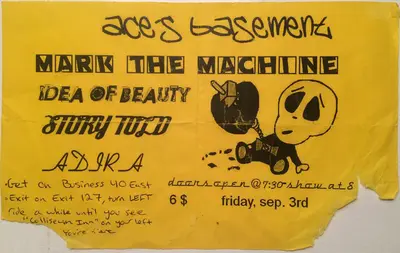 aces basement
MARK THE MACHINE
IDEA OF BEAUTY
STORY TOLD
ADIRA
doors open @ 7:30 show at 8
6 $ friday, sep. 3rd
•Get on Business 40 East
•Exit on Exit 127, turn LEFT
ride a while until you see
"Colliseum Inn" on your left
You're there